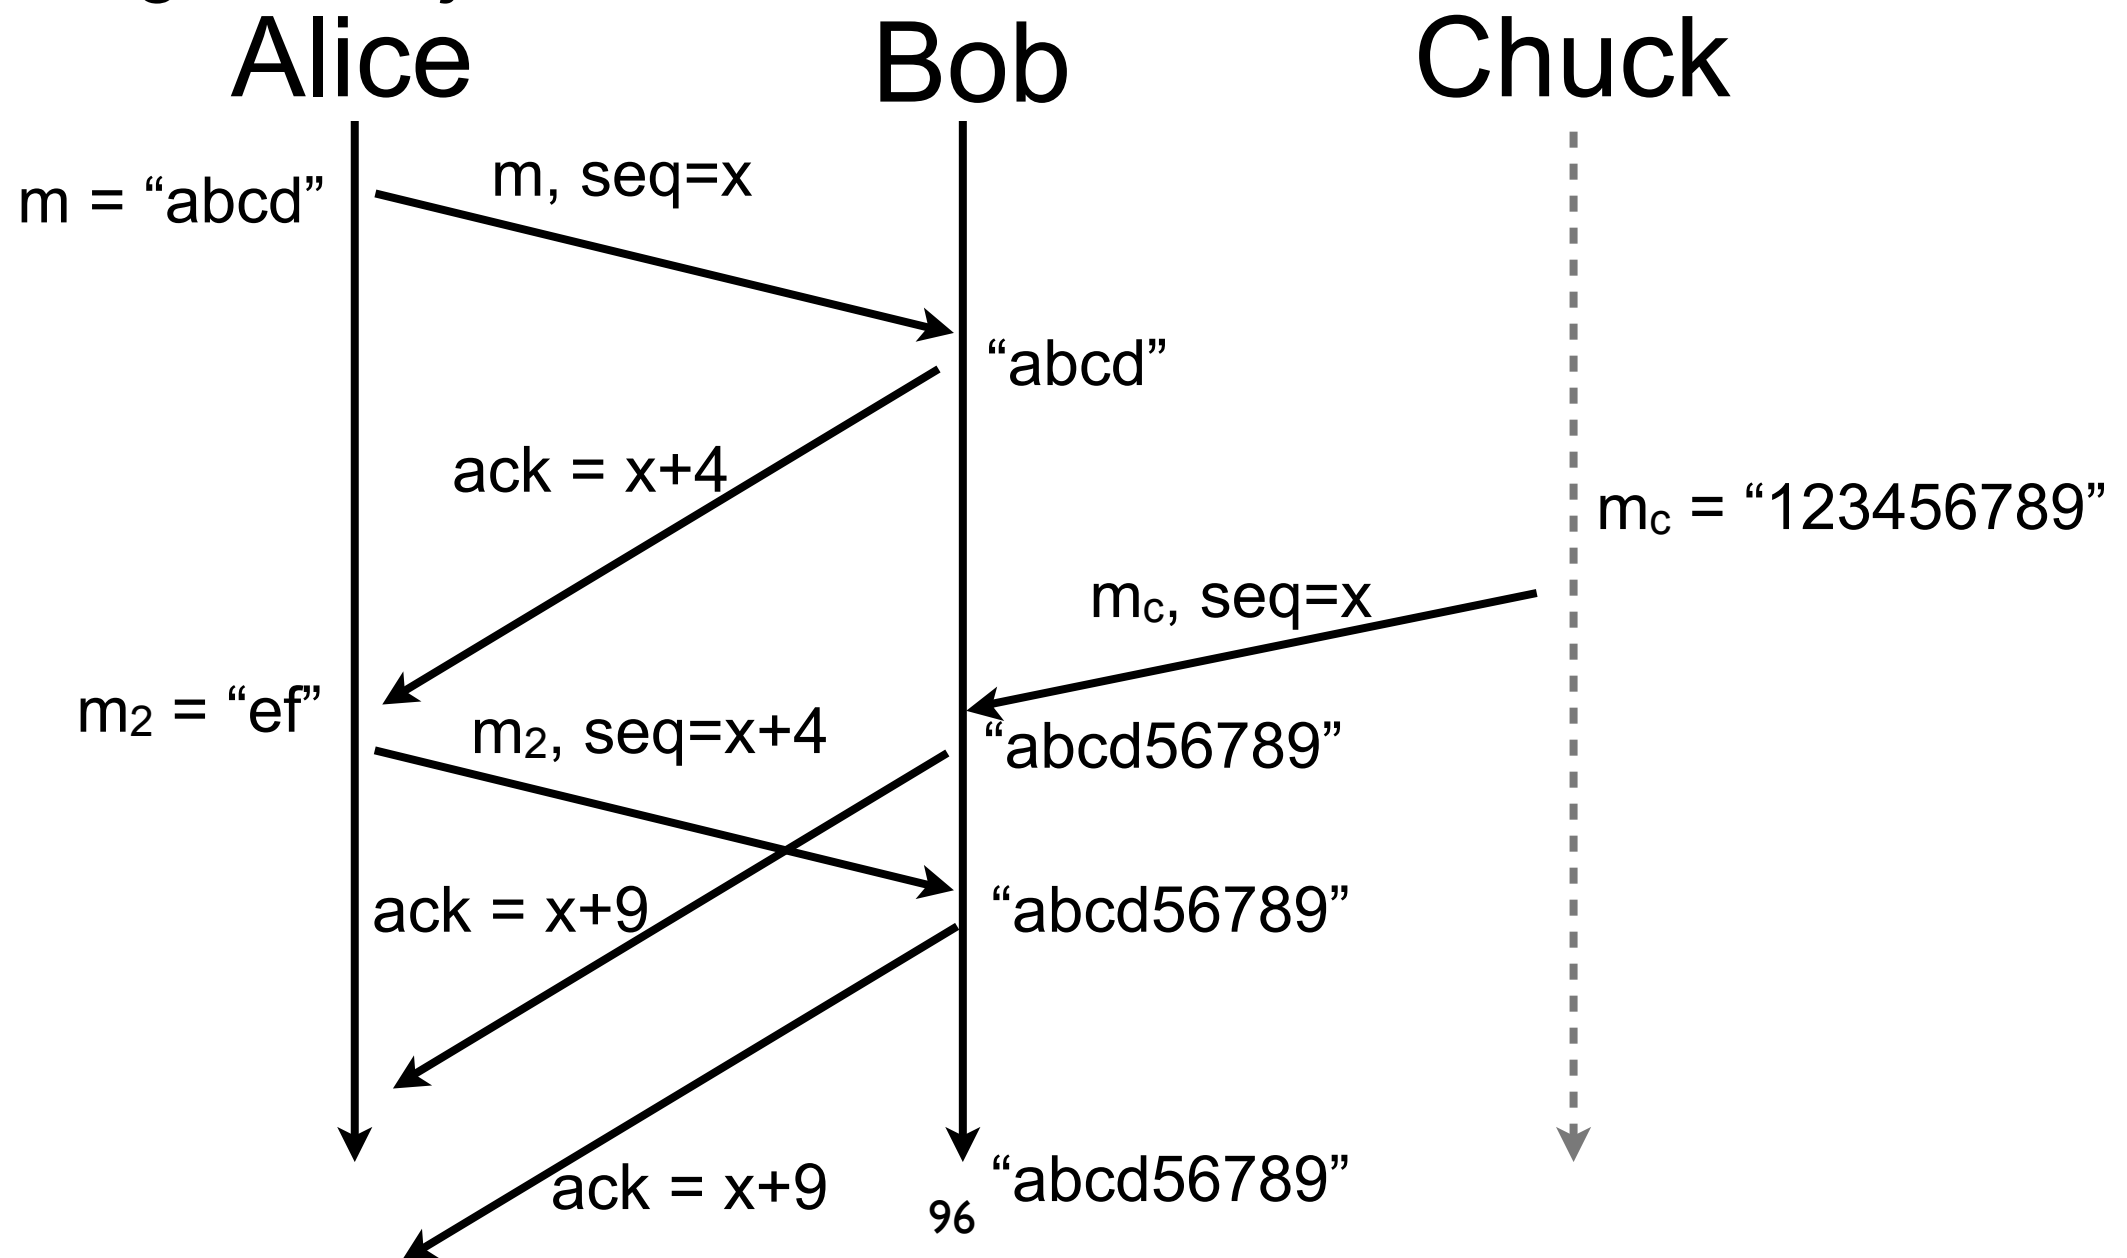 Alice Bob Chuck
m, seq=x
m = “abcd”
“abcd”
ack = x+4
mc = “123456789”
mc, seq=x
m2 = “ef”
m2, seq=x+4
“abcd56789”
ack = x+9
“abcd56789”
ack = x+9
“abcd56789”
96